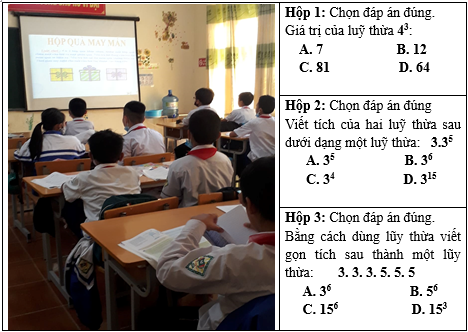 HỘP QUÀ MAY MẮN
Hộp 1: Chọn đáp án đúng.
Giá trị của luỹ thừa 4³:
A. 7 B. 12
C. 81 D. 64
Hộp 2: Chọn đáp án đúng
Viết tích của hai luỹ thừa sau
dưới dạng một luỹ thừa: 3.3⁵
A. 3⁵ B. 3⁶
C. 3⁴ D. 3¹⁵
Hộp 3: Chọn đáp án đúng.
Bằng cách dùng lũy thừa viết
gọn tích sau thành một lũy
thừa: 3. 3. 3. 5. 5. 5
A. 3⁶ B. 5⁶
C. 15⁶ D. 15³